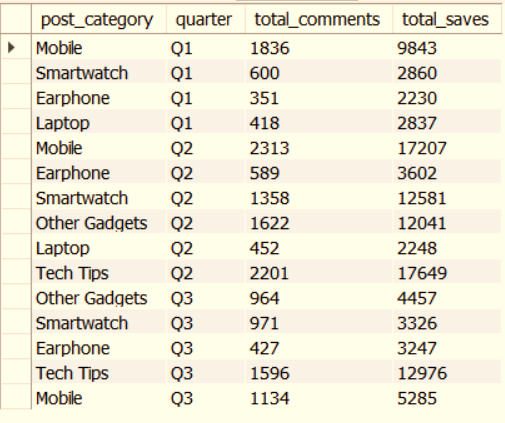 post_category quarter total_comments total_saves
Mobile Q1 1836 9843
Smartwatch Q1 600 2860
Earphone Q1 351 2230
Laptop Q1 418 2837
Mobile Q2 2313 17207
Earphone Q2 589 3602
Smartwatch Q2 1358 12581
Other Gadgets Q2 1622 12041
Laptop Q2 452 2248
Tech Tips Q2 2201 17649
Other Gadgets Q3 964 4457
Smartwatch Q3 971 3326
Earphone Q3 427 3247
Tech Tips Q3 1596 12976
Mobile Q3 1134 5285